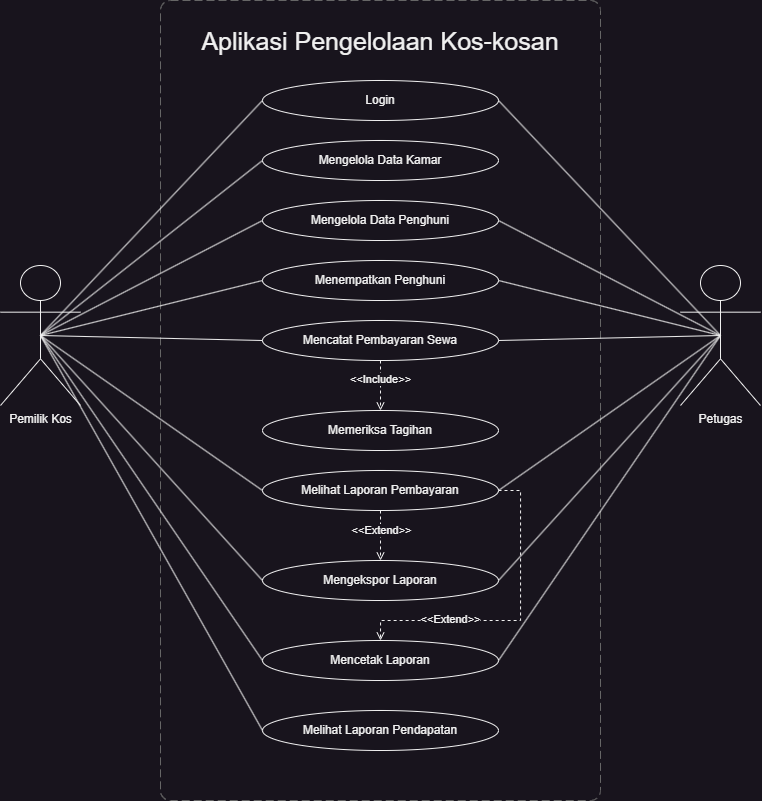 Aplikasi Pengelolaan Kos-kosan
Login
Mengelola Data Kamar
Mengelola Data Penghuni
Menempatkan Penghuni
Mencatat Pembayaran Sewa
<<Include>>
Pemilik Kos
Petugas
Memeriksa Tagihan
Melihat Laporan Pembayaran
<<Extend>>
Mengekspor Laporan
<<Extend>>
Mencetak Laporan
Melihat Laporan Pendapatan